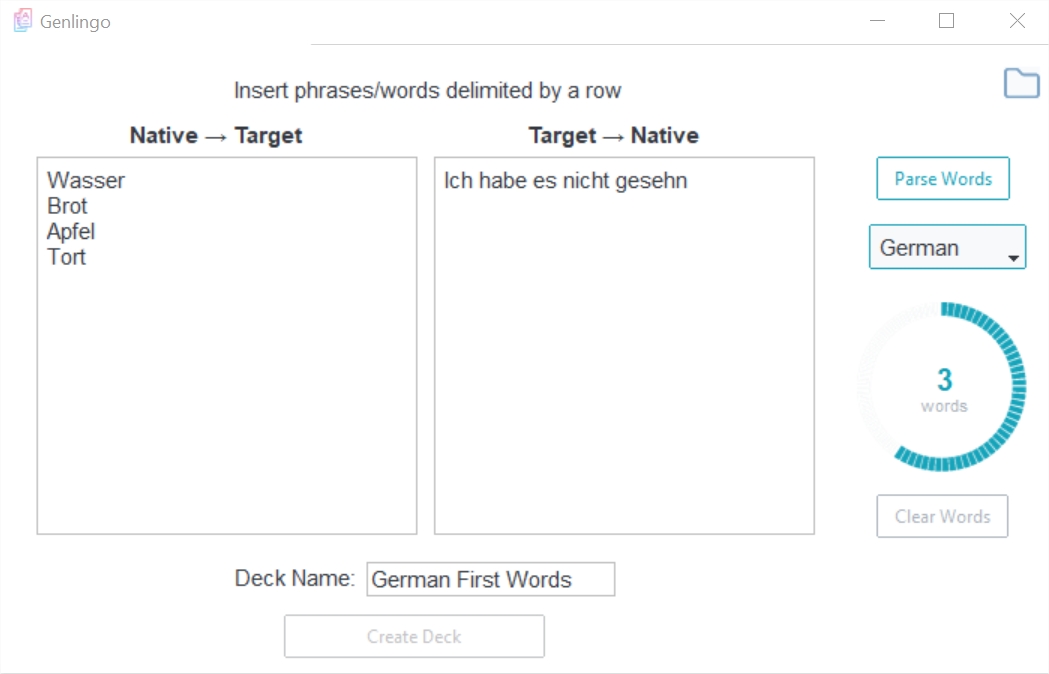 Genlingo
Insert phrases/words delimited by a row
Native → Target
Target → Native
Wasser
Brot
Apfel
Tort
Ich habe es nicht gesehn
Parse Words
German
3
words
Clear Words
Deck Name: German First Words
Create Deck